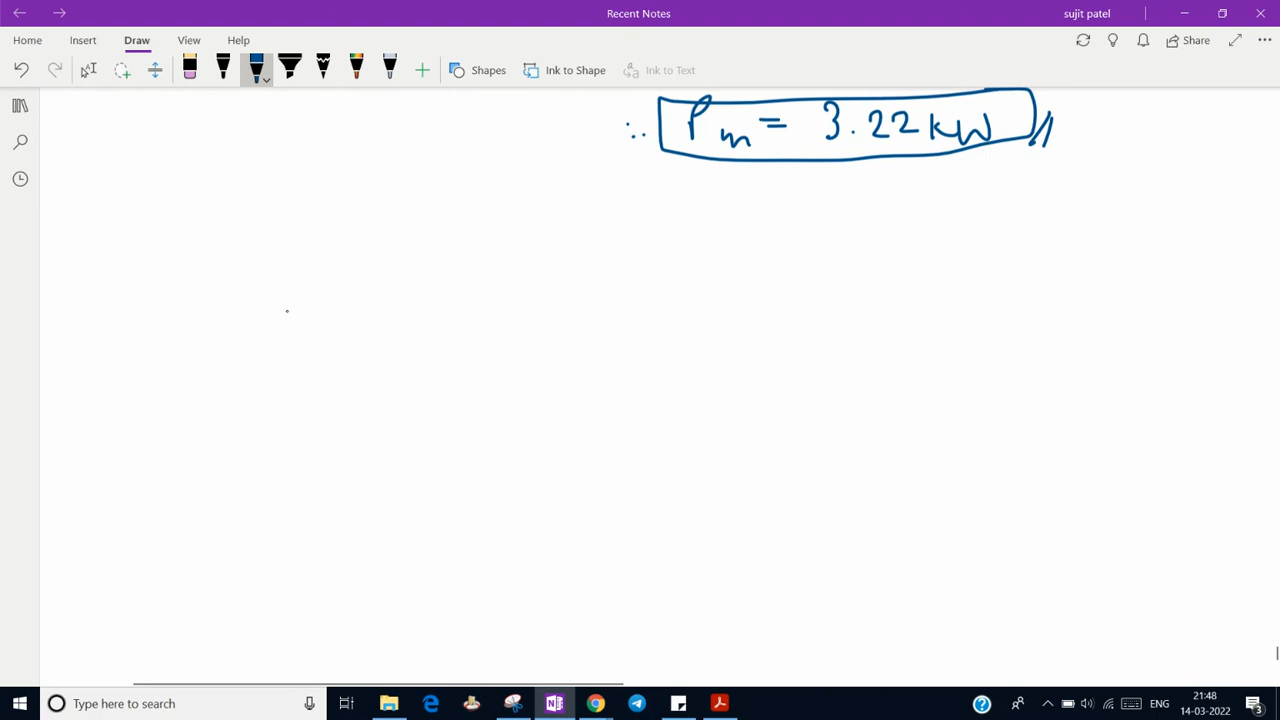 Recent Notes
sujit patel
Home Insert Draw View Help
Share
Shapes Ink to Shape Ink to Text
∴ Pm = 3.22 kW
Type here to search
ENG
21:48
14-03-2022
3